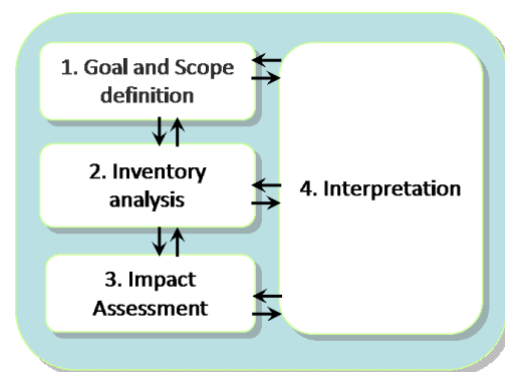 1. Goal and Scope
definition
2. Inventory
analysis
3. Impact
Assessment
4. Interpretation